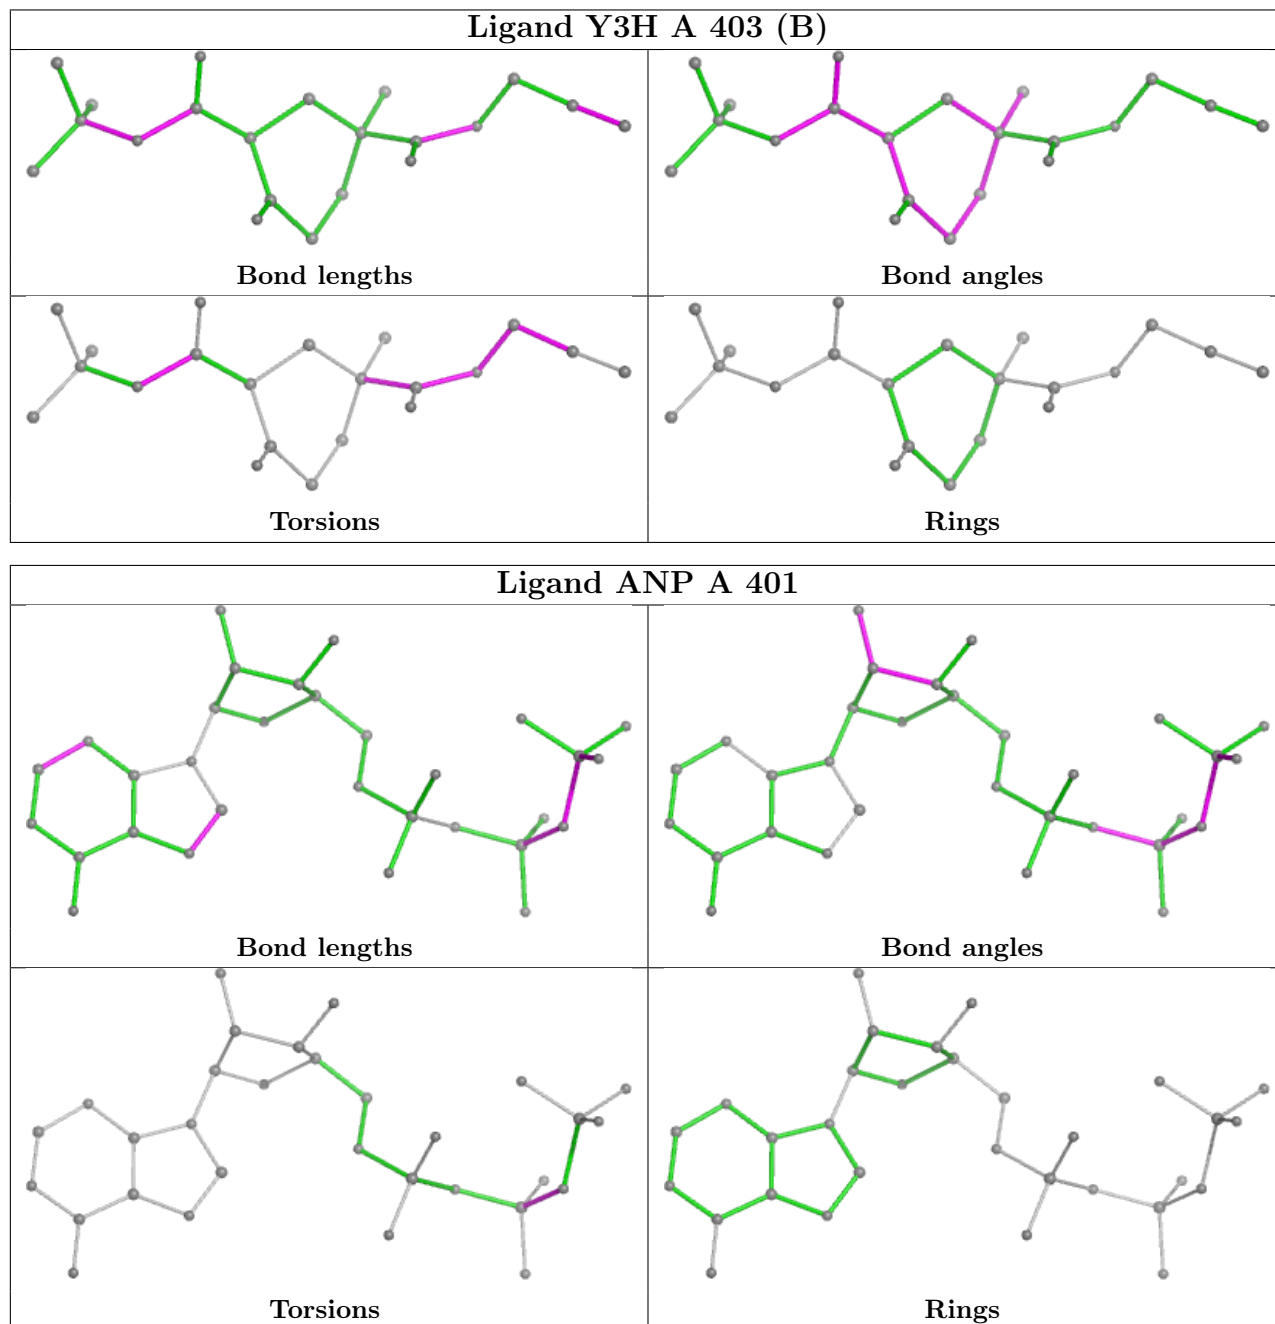 Ligand Y3H A 403 (B)
Bond lengths
Bond angles
Torsions
Rings
Ligand ANP A 401
Bond lengths
Bond angles
Torsions
Rings